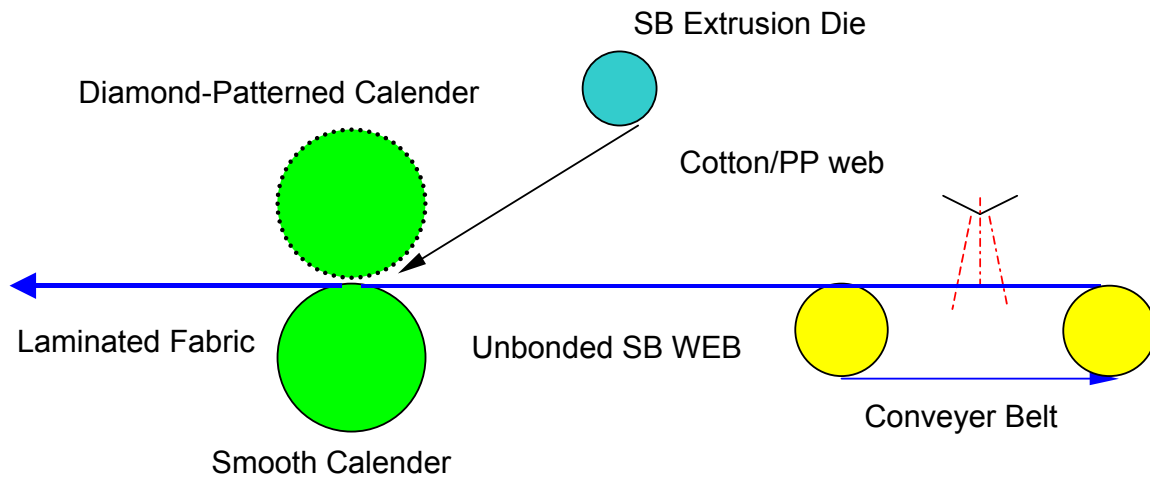 SB Extrusion Die
Diamond-Patterned Calender
Cotton/PP web
Laminated Fabric
Unbonded SB WEB
Conveyer Belt
Smooth Calender